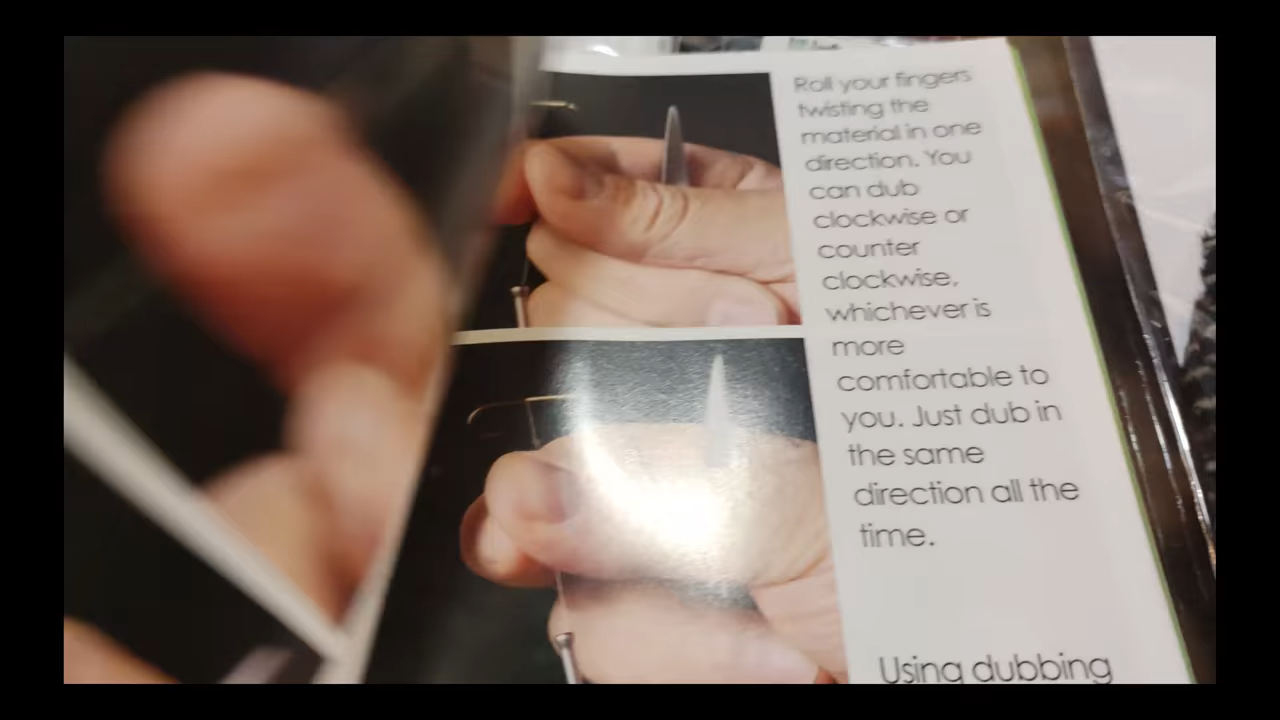 Roll your fingers
twisting the
material in one
direction. You
can dub
clockwise or
counter
clockwise,
whichever is
more
comfortable to
you. Just dub in
the same
direction all the
time.
Using dubbing